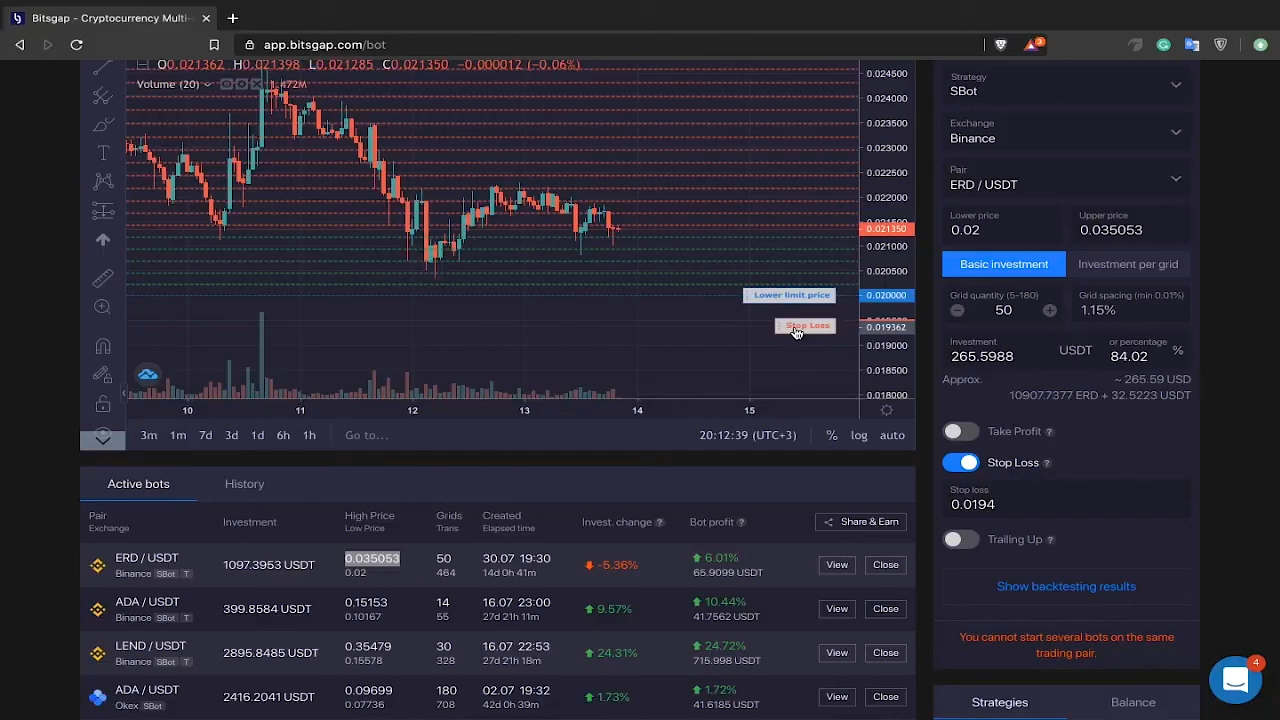 Bitsgap - Cryptocurrency Multi-
app.bitsgap.com/bot
3
O0.021362 H0.021398 L0.021285 C0.021350 −0.000012 (−0.06%)
Volume (20)
1.472M
0.024500
0.024000
0.023500
0.023000
0.022500
0.022000
0.021350
0.021000
0.020500
Lower limit price
0.020000
Stop Loss
0.019362
0.019000
0.018500
0.018000
10 11 12 13 14 15
3m 1m 7d 3d 1d 6h 1h Go to... 20:12:39 (UTC+3) % log auto
Strategy
SBot
Exchange
Binance
Pair
ERD / USDT
Lower price Upper price
0.02 0.035053
Basic investment Investment per grid
Grid quantity (5-180) Grid spacing (min 0.01%)
50 1.15%
Investment or percentage
265.5988 USDT 84.02 %
Approx. ~ 265.59 USD
10907.7377 ERD + 32.5223 USDT
Take Profit ?
Stop Loss ?
Stop loss
0.0194
Trailing Up ?
Show backtesting results
You cannot start several bots on the same
trading pair.
Strategies Balance
4
Active bots History
Pair Investment High Price Grids Created Invest. change ? Bot profit ? Share & Earn
Exchange Low Price Trans Elapsed time
ERD / USDT 1097.3953 USDT 0.035053 50 30.07 19:30 -5.36% 6.01% View Close
Binance SBot T 0.02 464 14d 0h 41m 65.9099 USDT
ADA / USDT 399.8584 USDT 0.15153 14 16.07 23:00 9.57% 10.44% View Close
Binance SBot T 0.10167 55 27d 21h 11m 41.7562 USDT
LEND / USDT 2895.8485 USDT 0.35479 30 16.07 22:53 24.31% 24.72% View Close
Binance SBot T 0.15578 328 27d 21h 18m 715.998 USDT
ADA / USDT 2416.2041 USDT 0.09699 180 02.07 19:32 1.73% 1.72% View Close
Okex SBot 0.07736 708 42d 0h 39m 41.6185 USDT